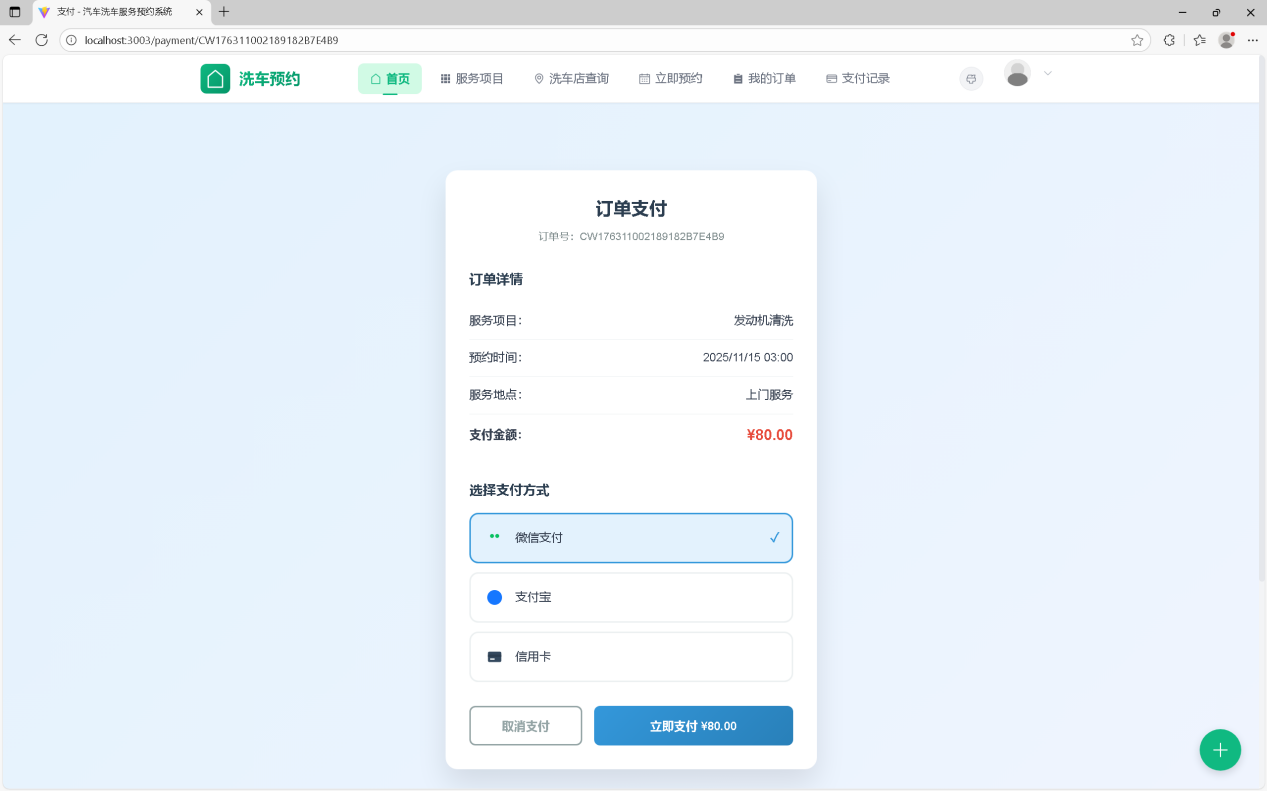 支付 - 汽车洗车服务预约系统
localhost:3003/payment/CW176311002189182B7E4B9
洗车预约 首页 服务项目 洗车店查询 立即预约 我的订单 支付记录
订单支付
订单号：CW176311002189182B7E4B9
订单详情
服务项目： 发动机清洗
预约时间： 2025/11/15 03:00
服务地点： 上门服务
支付金额： ¥80.00
选择支付方式
微信支付
支付宝
信用卡
取消支付 立即支付 ¥80.00